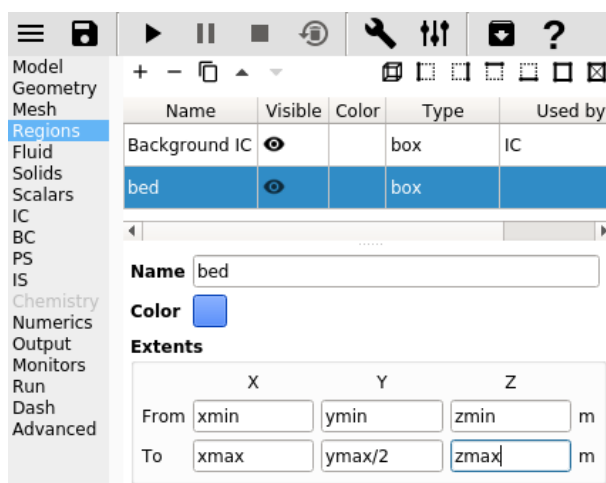 Model
Geometry
Mesh
Regions
Fluid
Solids
Scalars
IC
BC
PS
IS
Chemistry
Numerics
Output
Monitors
Run
Dash
Advanced
?
Name Visible Color Type Used by
Background IC box IC
bed box
Name bed
Color
Extents
X Y Z
From xmin ymin zmin m
To xmax ymax/2 zmax m